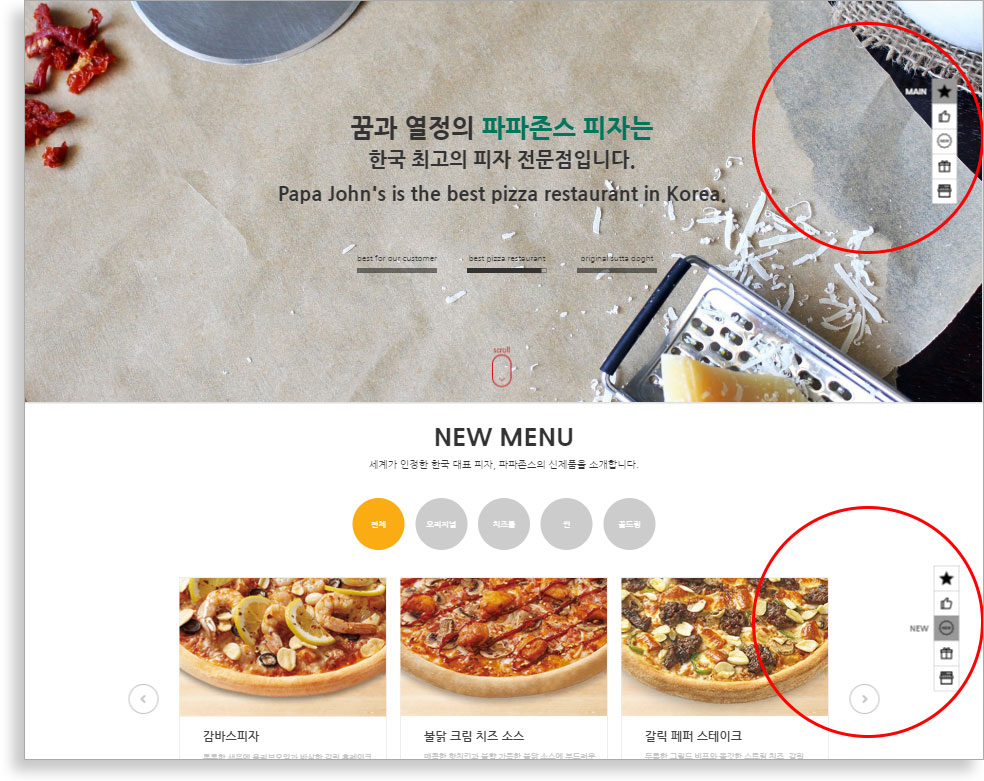 MAIN
꿈과 열정의 파파존스 피자는
한국 최고의 피자 전문점입니다.
Papa John's is the best pizza restaurant in Korea.
best for our customer
best pizza restaurant
original sutta doght
scroll
NEW MENU
세계가 인정한 한국 대표 피자, 파파존스의 신제품을 소개합니다.
전체
오리지널
치즈롤
씬
골드링
NEW
감바스피자
불닭 크림 치즈 소스
갈릭 페퍼 스테이크